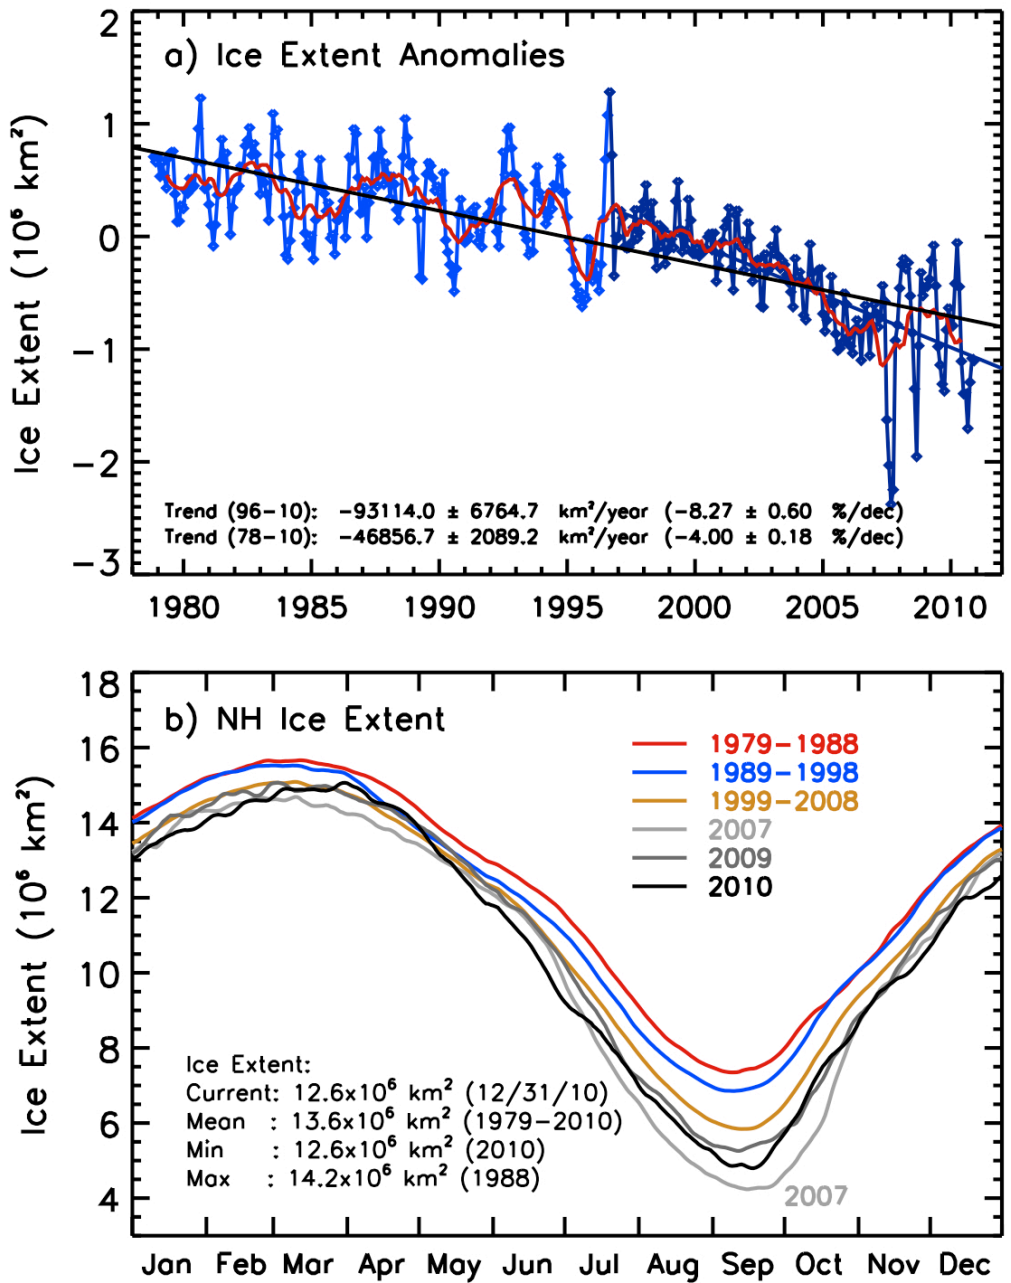 a) Ice Extent Anomalies
Ice Extent (10⁶ km²)
2
1
0
−1
−2
−3
Trend (96−10): −93114.0 ± 6764.7 km²/year (−8.27 ± 0.60 %/dec)
Trend (78−10): −46856.7 ± 2089.2 km²/year (−4.00 ± 0.18 %/dec)
1980 1985 1990 1995 2000 2005 2010
b) NH Ice Extent
Ice Extent (10⁶ km²)
18
16
14
12
10
8
6
4
1979−1988
1989−1998
1999−2008
2007
2009
2010
Ice Extent:
Current: 12.6x10⁶ km² (12/31/10)
Mean : 13.6x10⁶ km² (1979−2010)
Min : 12.6x10⁶ km² (2010)
Max : 14.2x10⁶ km² (1988)
2007
Jan Feb Mar Apr May Jun Jul Aug Sep Oct Nov Dec